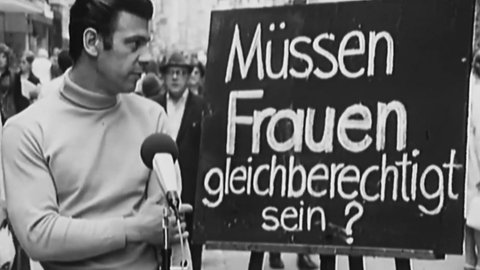 Müssen
Frauen
gleichberechtigt
sein?